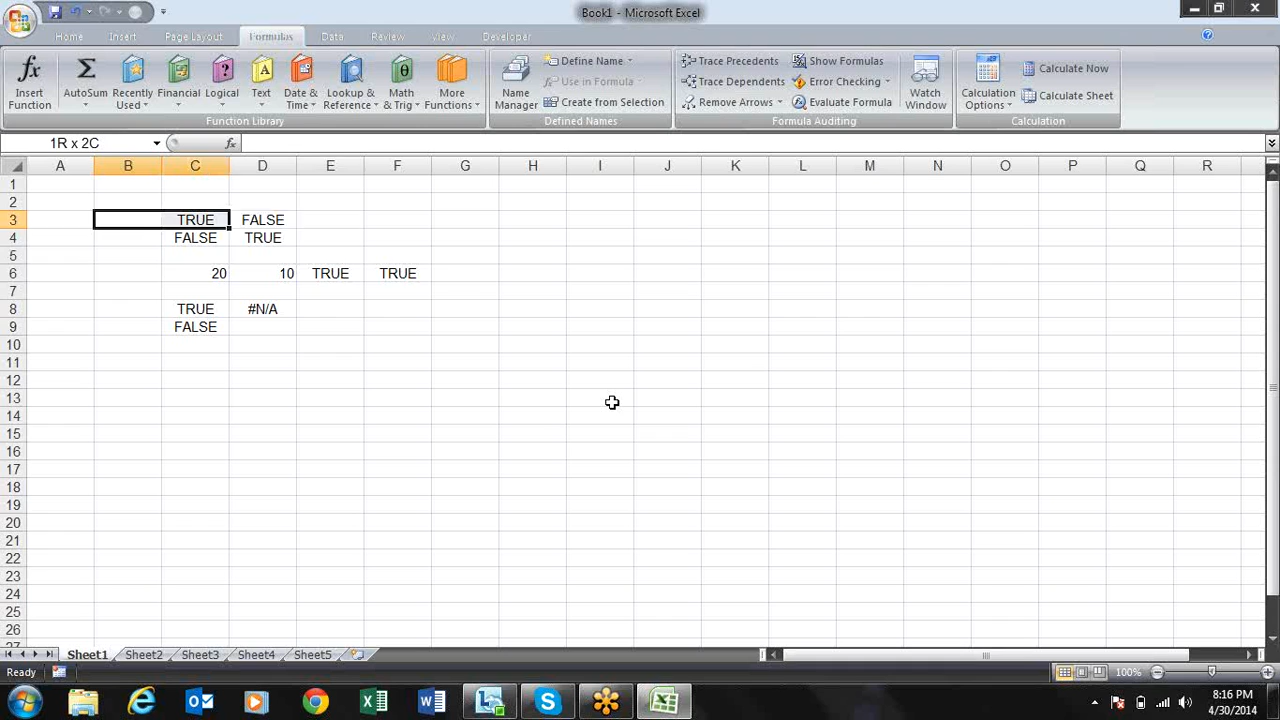 Book1 - Microsoft Excel
Home Insert Page Layout Formulas Data Review View Developer
Insert Function
AutoSum
Recently Used
Financial
Logical
Text
Date & Time
Lookup & Reference
Math & Trig
More Functions
Function Library
Name Manager
Define Name
Use in Formula
Create from Selection
Defined Names
Trace Precedents
Trace Dependents
Remove Arrows
Show Formulas
Error Checking
Evaluate Formula
Formula Auditing
Watch Window
Calculation Options
Calculate Now
Calculate Sheet
Calculation
1R x 2C fx
A B C D E F G H I J K L M N O P Q R
1
2
3 TRUE FALSE
4 FALSE TRUE
5
6 20 10 TRUE TRUE
7
8 TRUE #N/A
9 FALSE
10
11
12
13
14
15
16
17
18
19
20
21
22
23
24
25
26
27
Sheet1 Sheet2 Sheet3 Sheet4 Sheet5
Ready 100%
8:16 PM
4/30/2014